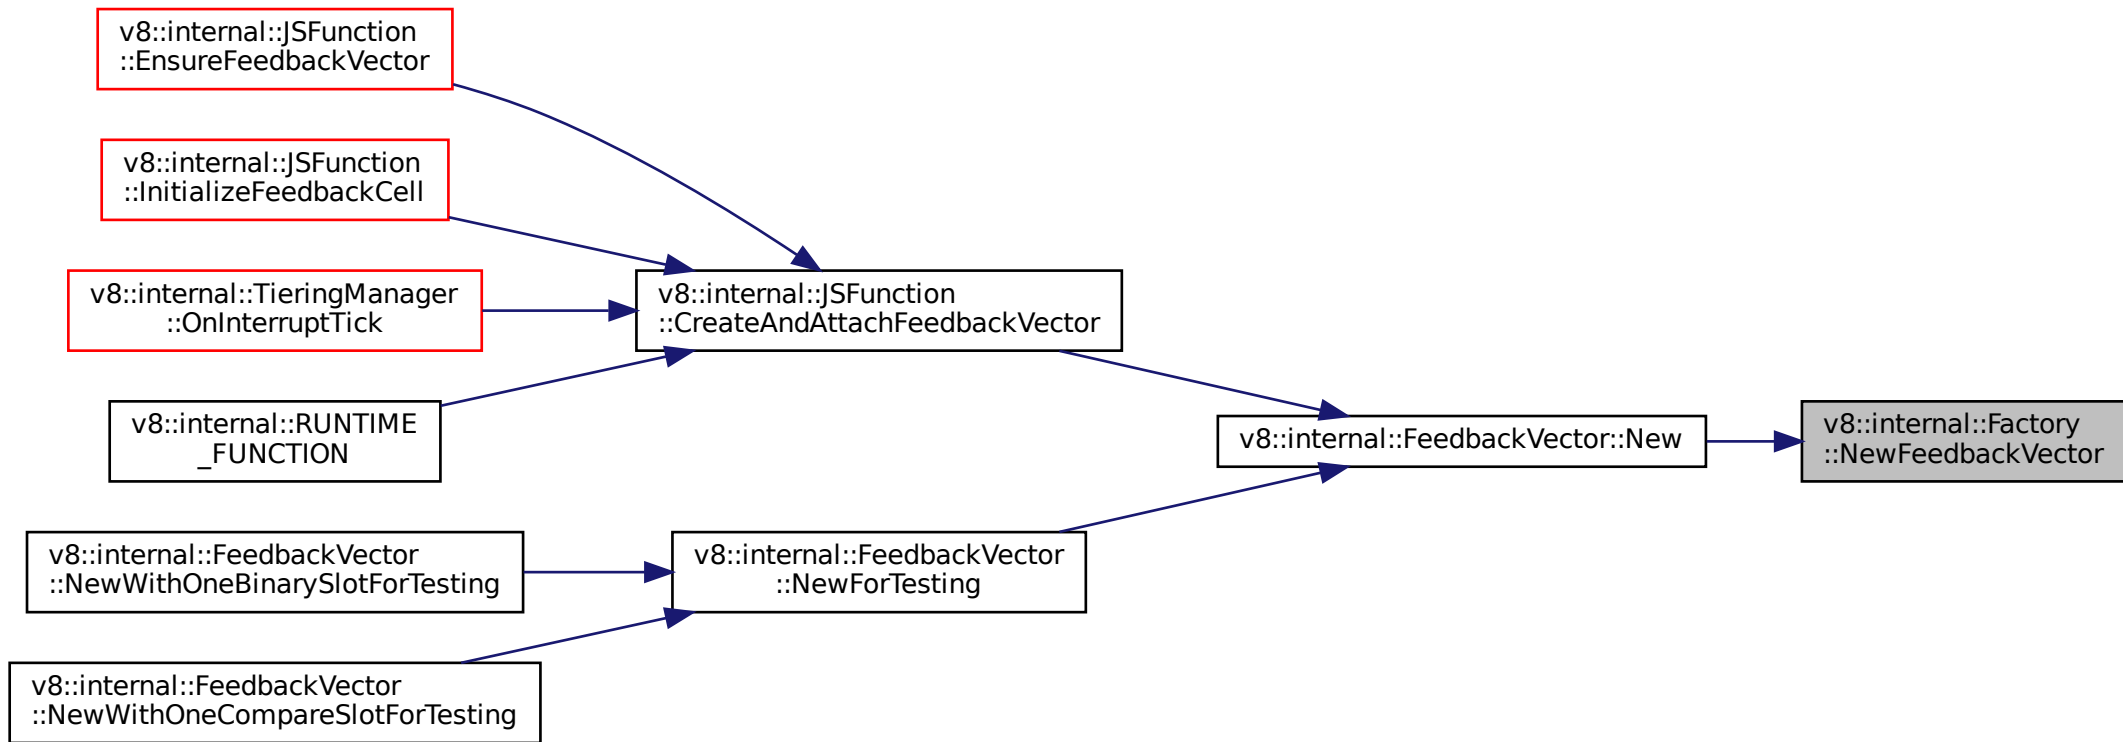 v8::internal::JSFunction
::EnsureFeedbackVector
v8::internal::JSFunction
::InitializeFeedbackCell
v8::internal::TieringManager
::OnInterruptTick
v8::internal::RUNTIME
_FUNCTION
v8::internal::JSFunction
::CreateAndAttachFeedbackVector
v8::internal::FeedbackVector::New
v8::internal::Factory
::NewFeedbackVector
v8::internal::FeedbackVector
::NewWithOneBinarySlotForTesting
v8::internal::FeedbackVector
::NewForTesting
v8::internal::FeedbackVector
::NewWithOneCompareSlotForTesting